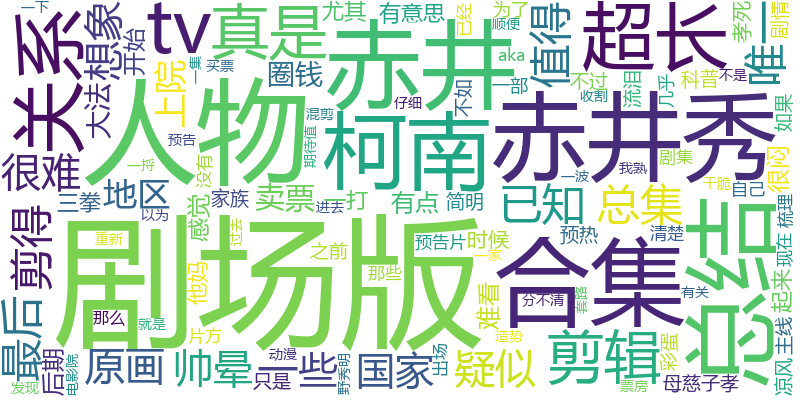 一下 关系 tv 真是 尤其 有意思 已经 为了 顺便 孝死 剧情
想象 开始 一集 买票 上院 圈钱 赤井 aka 一部 值得 超长 唯一
大法 混剪 仔细 不如 不过 收割 科普 不是 流泪 几乎 如果
很难 人物 预告 期待值 柯南 赤井秀
一持 三拳 地区 没有 家族 卖票 进去 一打 有点 简明 已知 总集 剧集 一波 我熟 干脆 自己 很闷
剪得 感觉 以为 之前 预告片 时候 预热 清楚 现在 梳理
最后 重新 他妈 过去 剧场版 那些 一家 难看 合集 分不清 套路 有关 总结 起来
那么 就是 片方 原画 帅晕 一些 国家 疑似 造势 剪辑 彩蛋 主线
后期 发现 电影院 只是 动漫 野秀明 出场 票房 母慈子孝 凉风